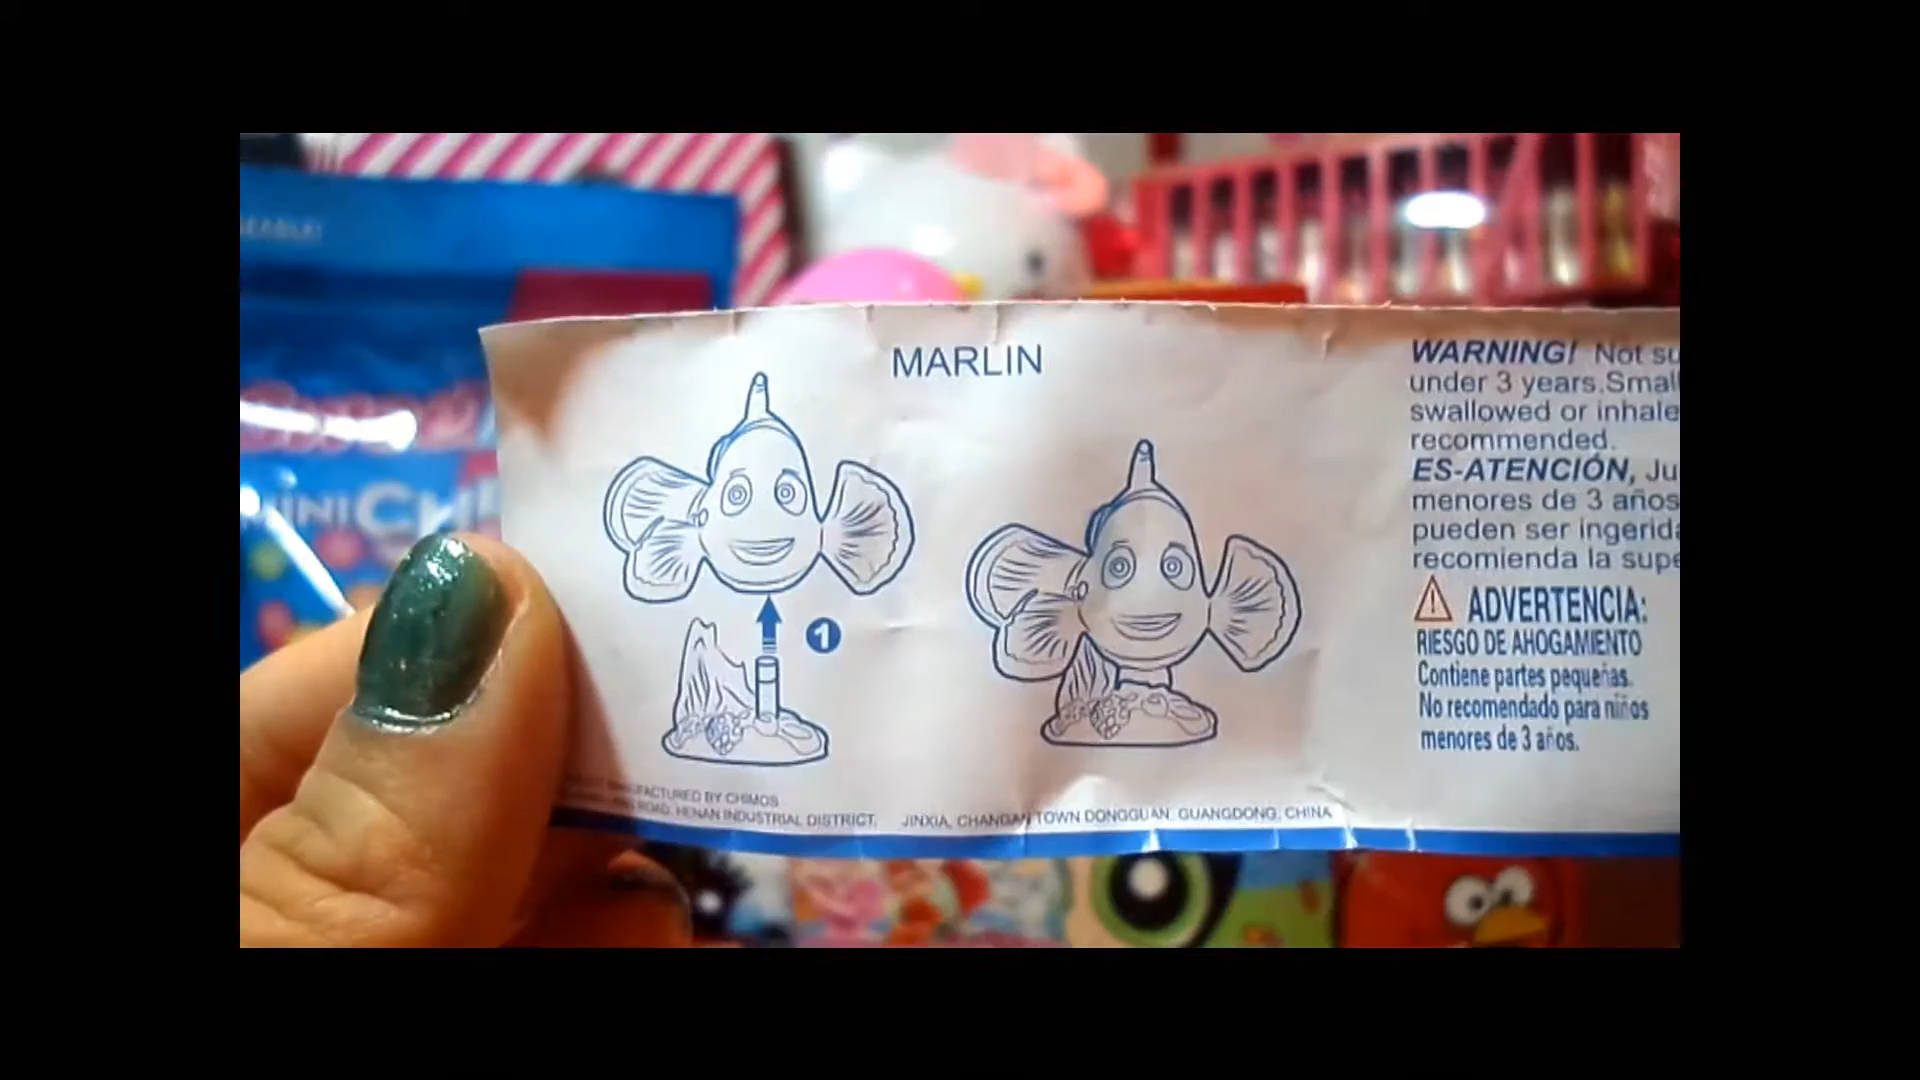 MARLIN
1
MANUFACTURED BY CHIMOS
ROAD, HENAN INDUSTRIAL DISTRICT, JINXIA, CHANGAN TOWN DONGGUAN, GUANGDONG, CHINA
WARNING! Not su
under 3 years.Small
swallowed or inhale
recommended.
ES-ATENCIÓN, Ju
menores de 3 años
pueden ser ingerida
recomienda la supe
ADVERTENCIA:
RIESGO DE AHOGAMIENTO
Contiene partes pequeñas.
No recomendado para niños
menores de 3 años.